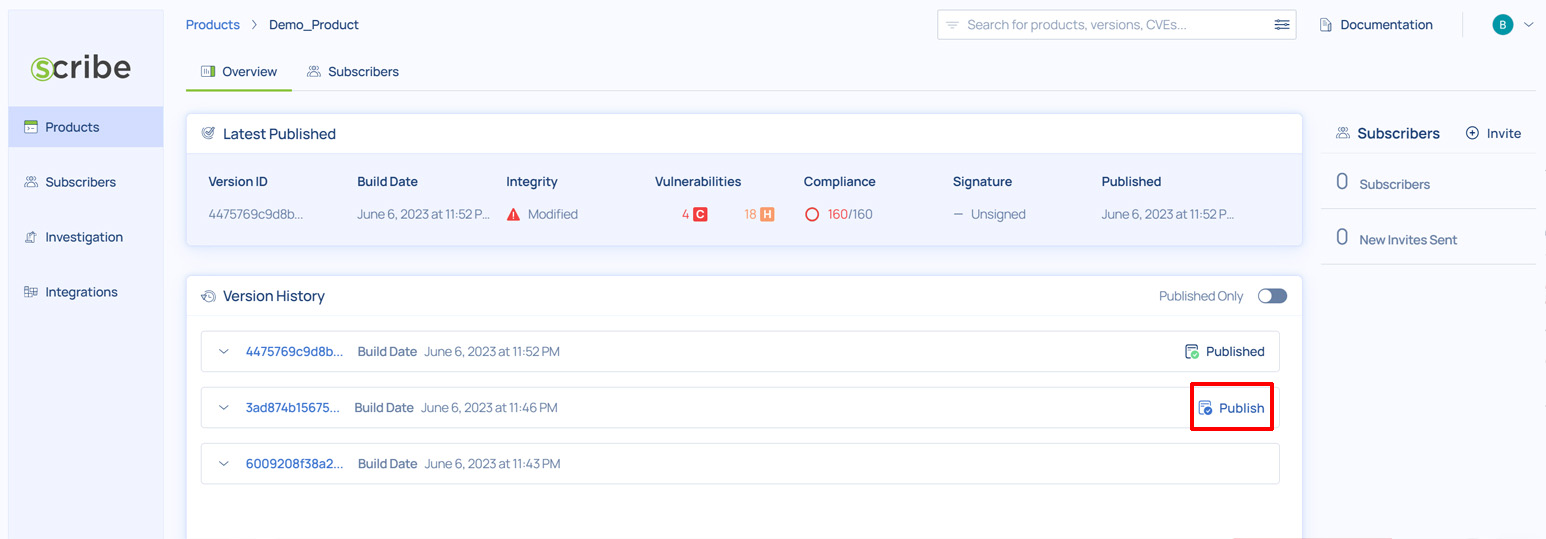 Products > Demo_Product
Search for products, versions, CVEs...
Documentation
B
scribe
Overview
Subscribers
Products
Subscribers
Investigation
Integrations
Latest Published
Version ID Build Date Integrity Vulnerabilities Compliance Signature Published
4475769c9d8b... June 6, 2023 at 11:52 P... Modified 4 C 18 H 160/160 — Unsigned June 6, 2023 at 11:52 P...
Version History
Published Only
4475769c9d8b... Build Date June 6, 2023 at 11:52 PM Published
3ad874b15675... Build Date June 6, 2023 at 11:46 PM Publish
6009208f38a2... Build Date June 6, 2023 at 11:43 PM
Subscribers
Invite
0 Subscribers
0 New Invites Sent